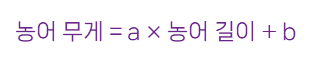 농어 무게 = a × 농어 길이 + b